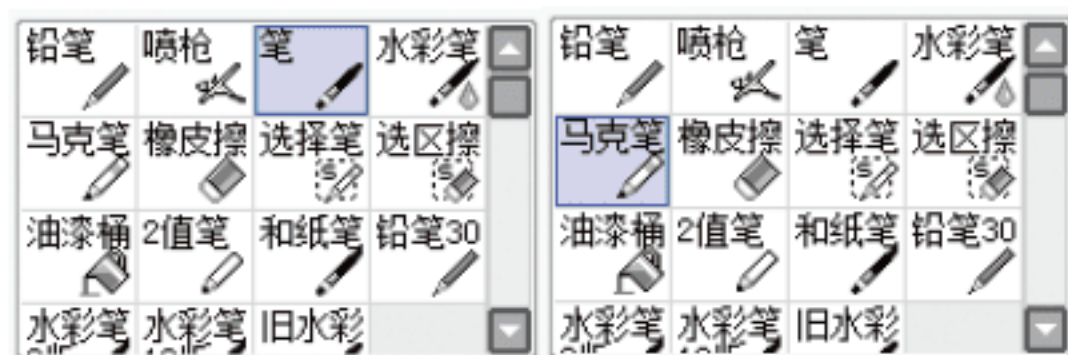 铅笔 喷枪 笔 水彩笔
马克笔 橡皮擦 选择笔 选区擦
油漆桶 2值笔 和纸笔 铅笔30
水彩笔 水彩笔 旧水彩
铅笔 喷枪 笔 水彩笔
马克笔 橡皮擦 选择笔 选区擦
油漆桶 2值笔 和纸笔 铅笔30
水彩笔 水彩笔 旧水彩